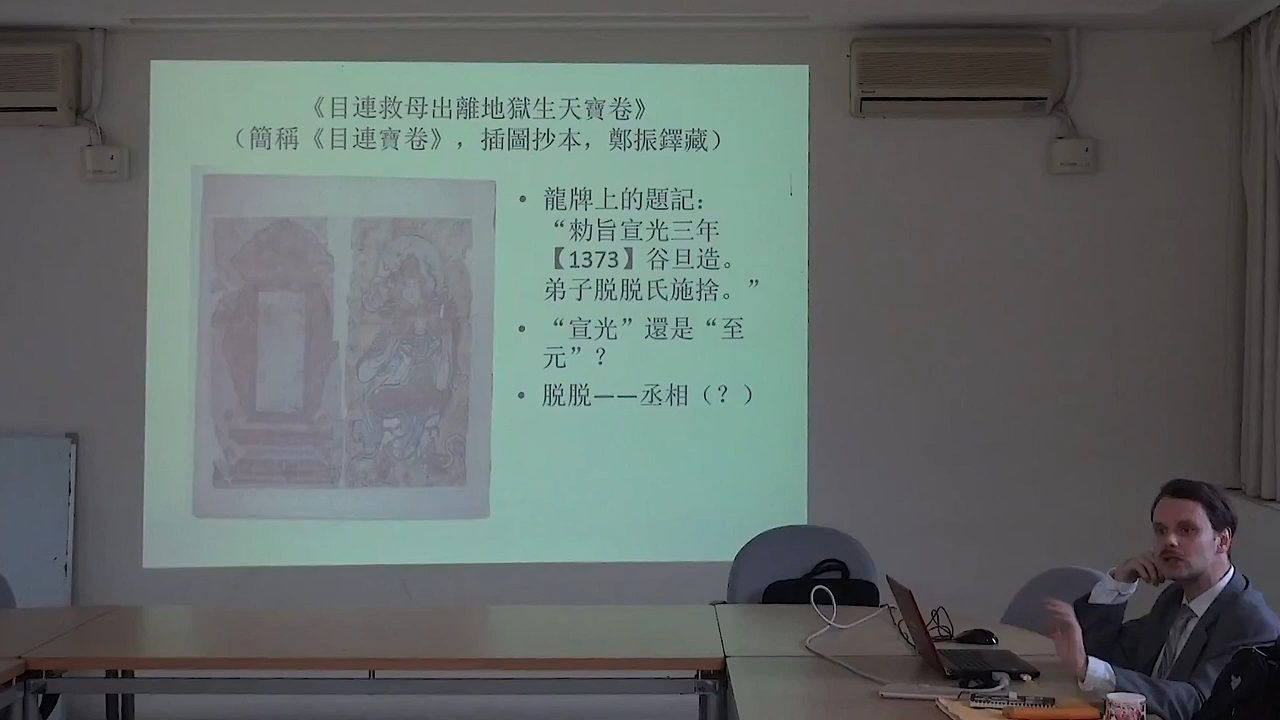 《目連救母出離地獄生天寶卷》
（簡稱《目連寶卷》，插圖抄本，鄭振鐸藏）
• 龍牌上的題記：
“勑旨宣光三年
【1373】谷旦造。
弟子脱脱氏施捨。”
• “宣光”還是“至
元”？
• 脱脱——丞相（？）